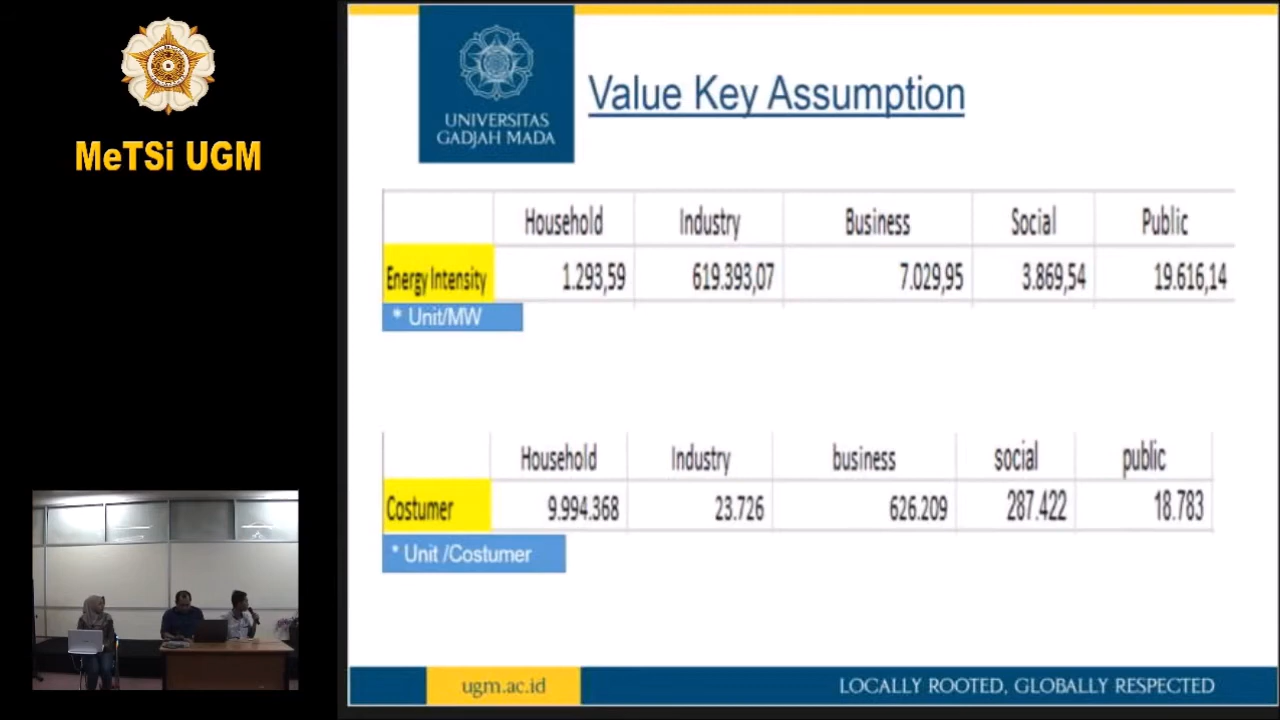 MeTSi UGM
UNIVERSITAS
GADJAH MADA
Value Key Assumption
Household Industry Business Social Public
Energy Intensity 1.293,59 619.393,07 7.029,95 3.869,54 19.616,14
* Unit/MW
Household Industry business social public
Costumer 9.994.368 23.726 626.209 287.422 18.783
* Unit /Costumer
ugm.ac.id
LOCALLY ROOTED, GLOBALLY RESPECTED